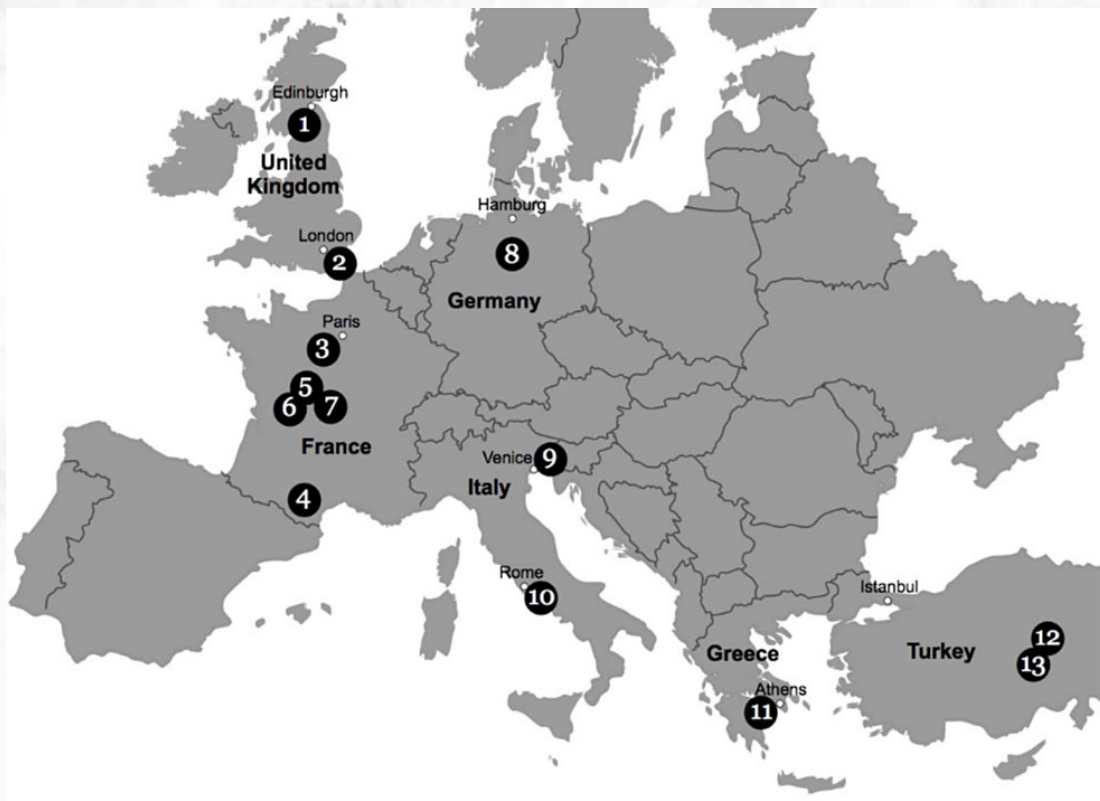 Edinburgh
1
United
Kingdom
London
2
Hamburg
8
Germany
Paris
3
5
6
7
France
4
Venice
9
Italy
Rome
10
Istanbul
Greece
Turkey
12
13
Athens
11